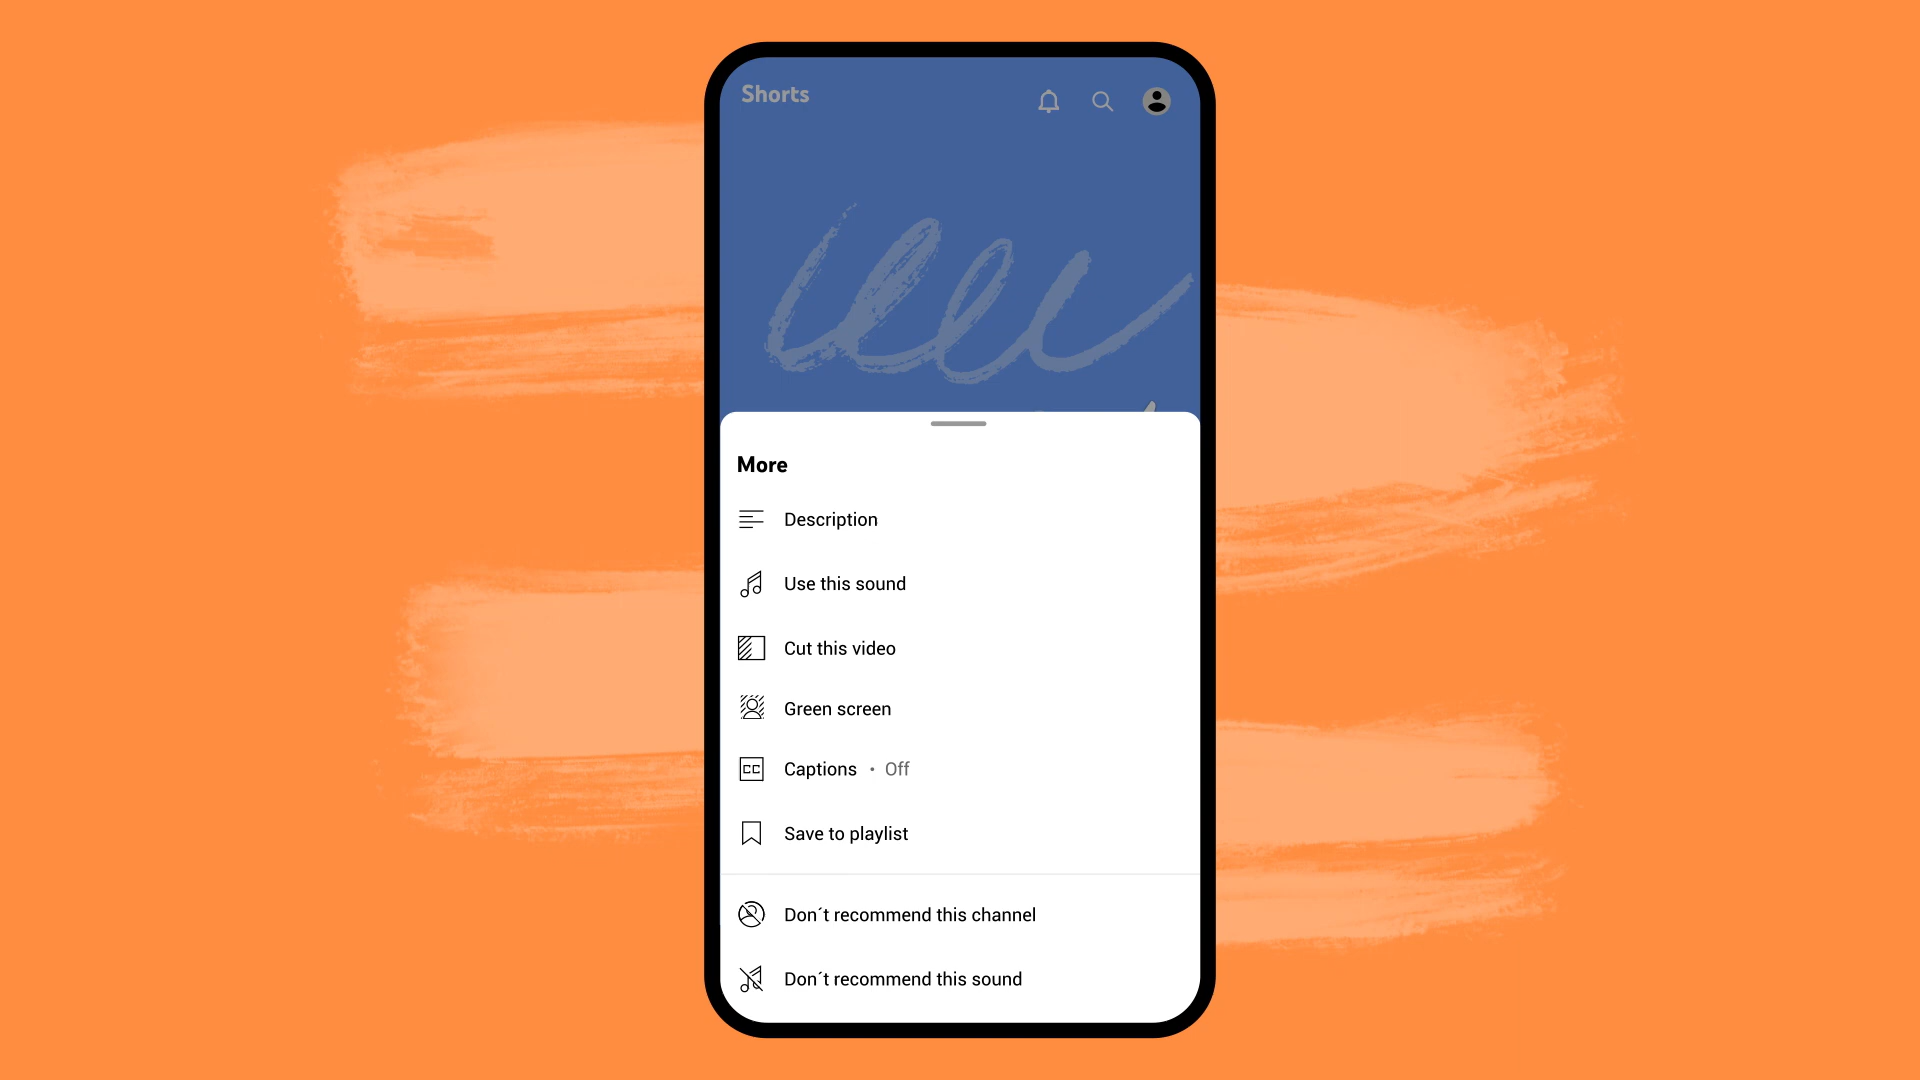 Shorts
More
Description
Use this sound
Cut this video
Green screen
CC Captions • Off
Save to playlist
Don´t recommend this channel
Don´t recommend this sound